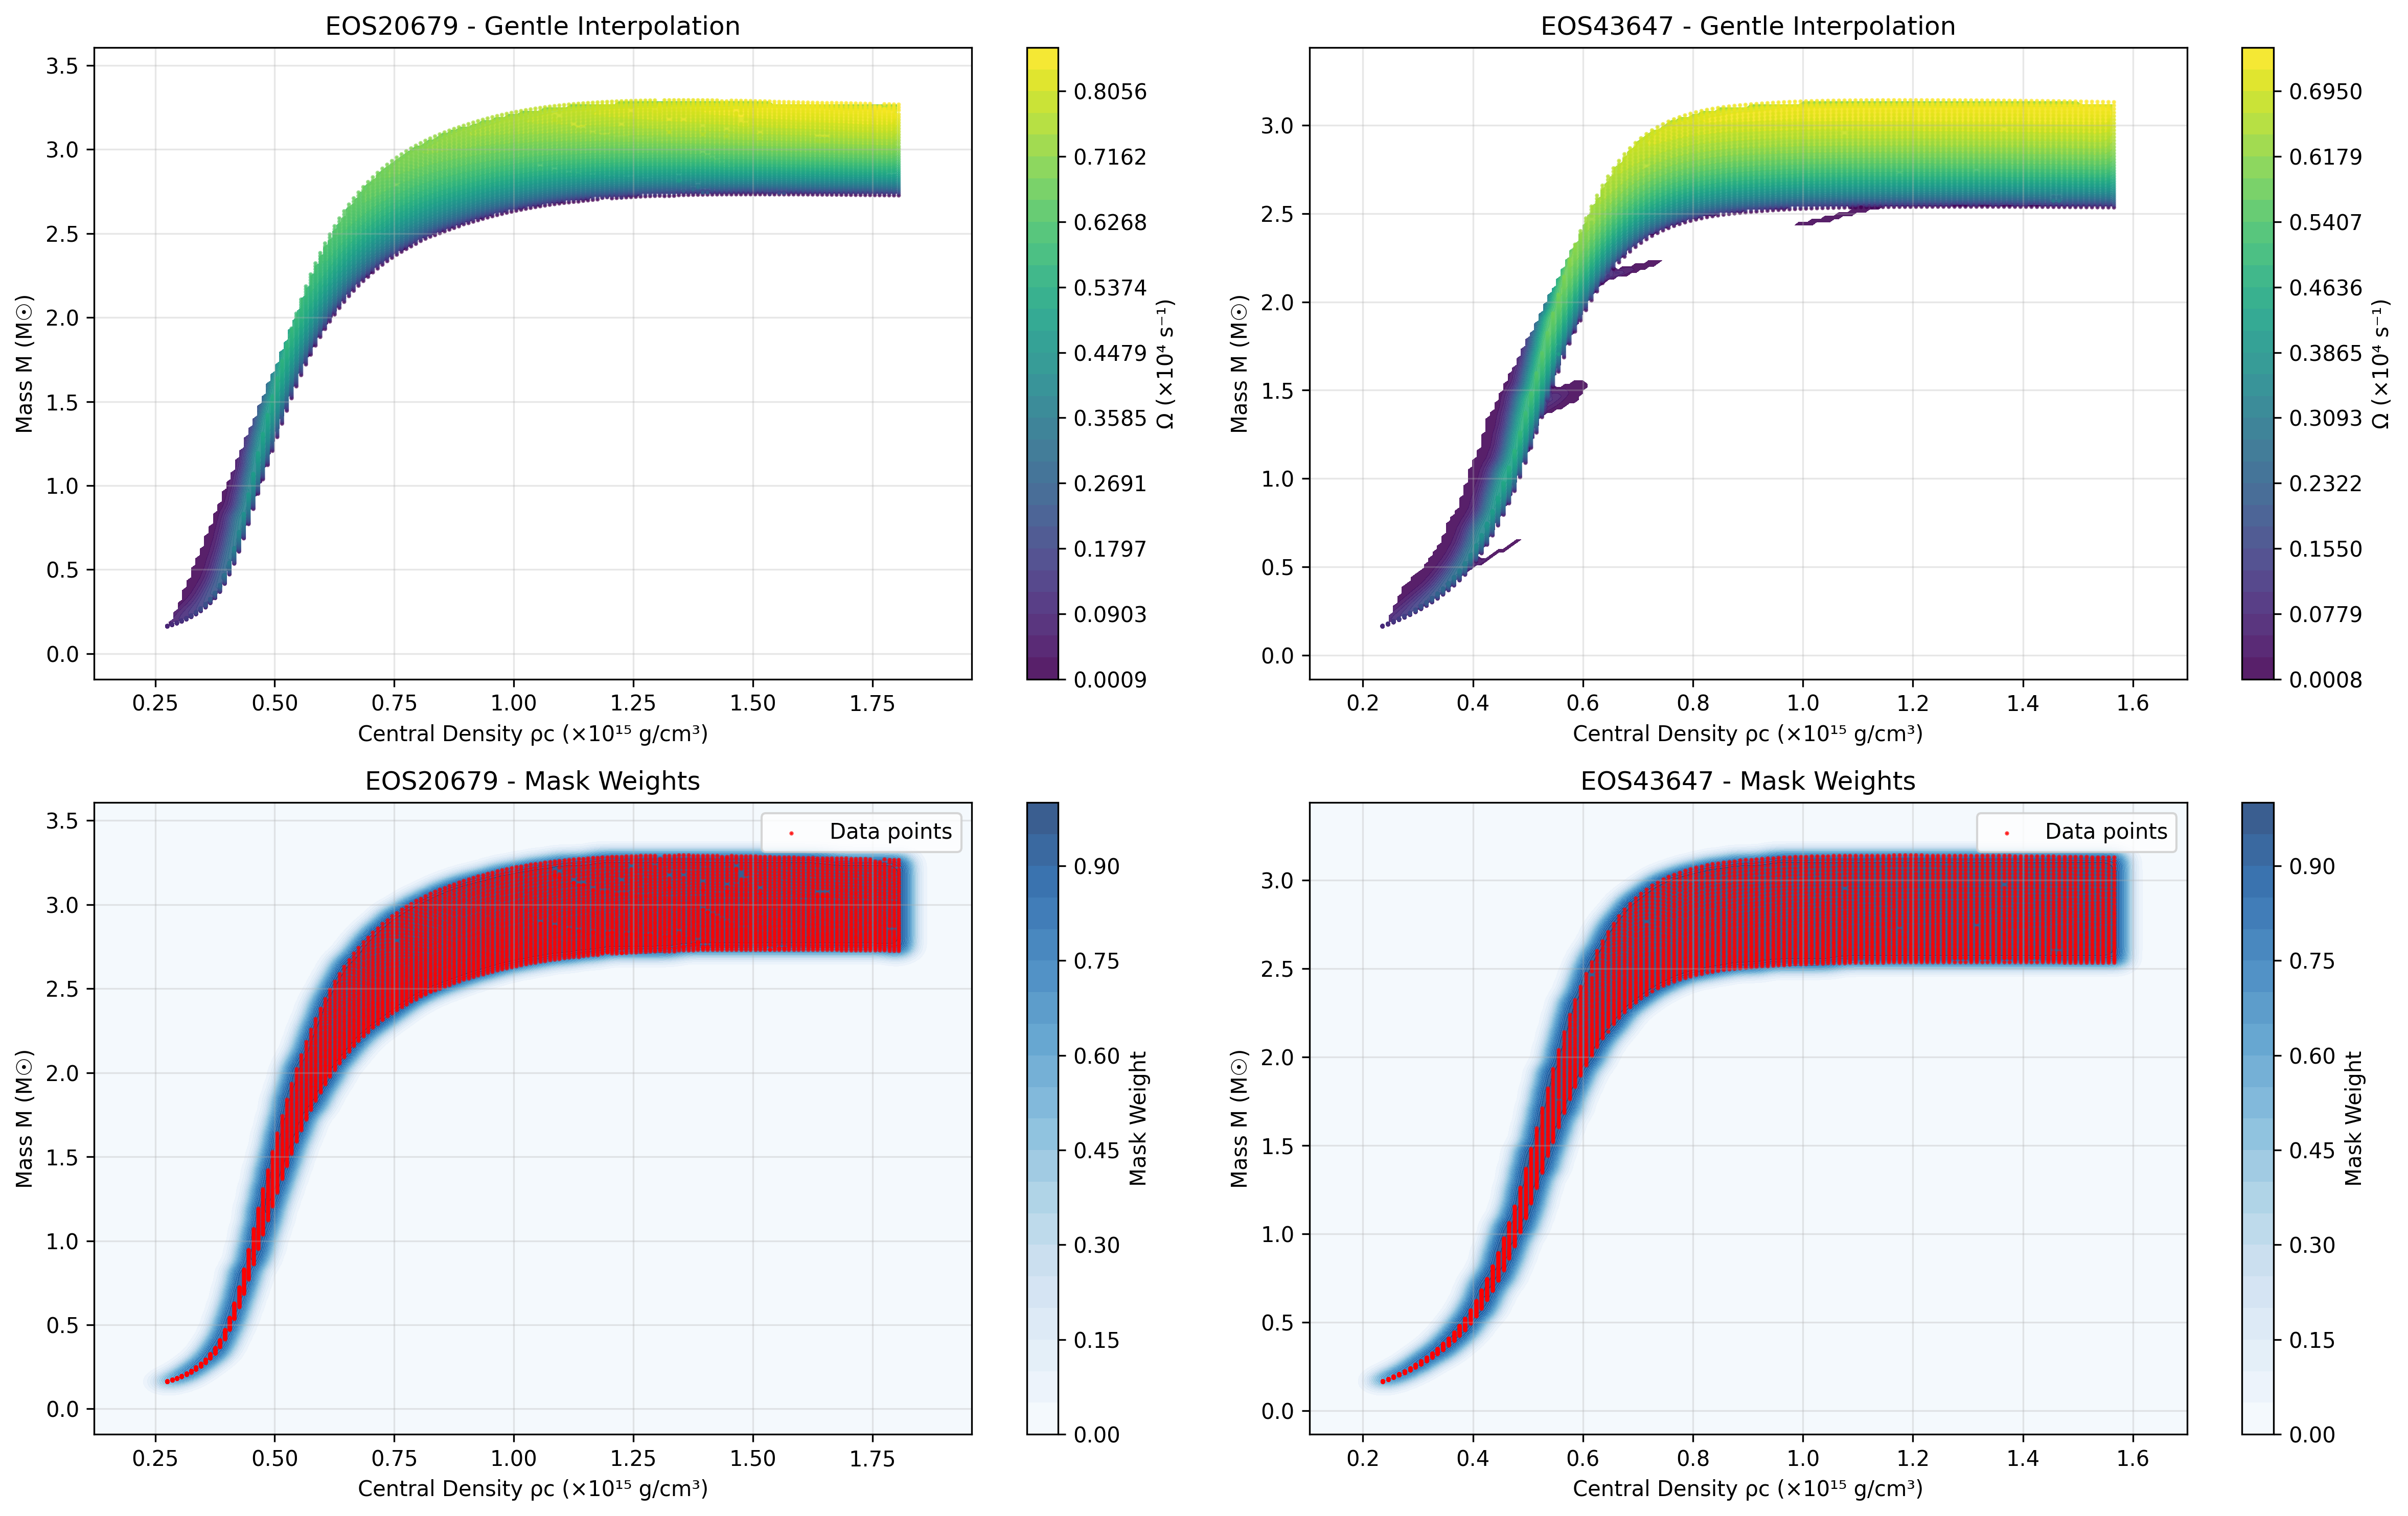 EOS20679 - Gentle Interpolation
3.5
3.0
2.5
2.0
1.5
1.0
0.5
0.0
Mass M (M☉)
0.25 0.50 0.75 1.00 1.25 1.50 1.75
Central Density ρc (×10¹⁵ g/cm³)
0.8056
0.7162
0.6268
0.5374
0.4479
0.3585
0.2691
0.1797
0.0903
0.0009
Ω (×10⁴ s⁻¹)
EOS43647 - Gentle Interpolation
3.0
2.5
2.0
1.5
1.0
0.5
0.0
Mass M (M☉)
0.2 0.4 0.6 0.8 1.0 1.2 1.4 1.6
Central Density ρc (×10¹⁵ g/cm³)
0.6950
0.6179
0.5407
0.4636
0.3865
0.3093
0.2322
0.1550
0.0779
0.0008
Ω (×10⁴ s⁻¹)
EOS20679 - Mask Weights
Data points
3.5
3.0
2.5
2.0
1.5
1.0
0.5
0.0
Mass M (M☉)
0.25 0.50 0.75 1.00 1.25 1.50 1.75
Central Density ρc (×10¹⁵ g/cm³)
0.90
0.75
0.60
0.45
0.30
0.15
0.00
Mask Weight
EOS43647 - Mask Weights
Data points
3.0
2.5
2.0
1.5
1.0
0.5
0.0
Mass M (M☉)
0.2 0.4 0.6 0.8 1.0 1.2 1.4 1.6
Central Density ρc (×10¹⁵ g/cm³)
0.90
0.75
0.60
0.45
0.30
0.15
0.00
Mask Weight